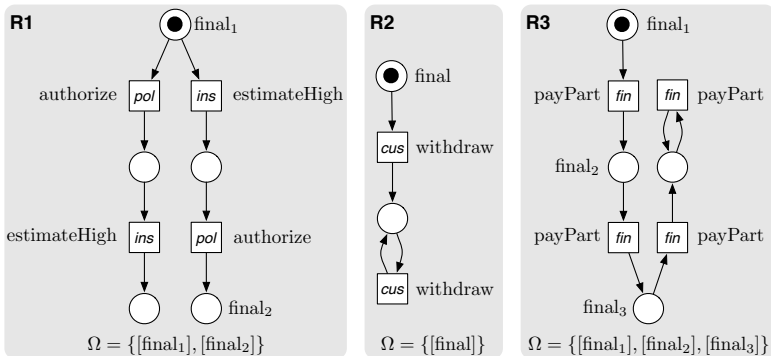 R1
final₁
authorize pol ins estimateHigh
estimateHigh ins pol authorize
final₂
Ω = {[final₁], [final₂]}
R2
final
cus withdraw
cus withdraw
Ω = {[final]}
R3
final₁
payPart fin fin payPart
final₂
payPart fin fin payPart
final₃
Ω = {[final₁], [final₂], [final₃]}